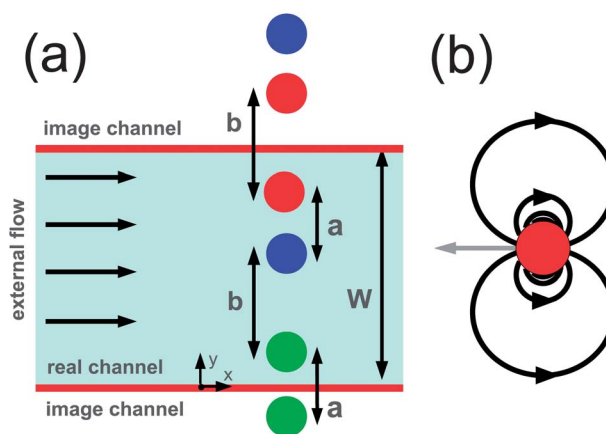 (a)
(b)
image channel
b
a
external flow
b
W
real channel
y
x
image channel
a